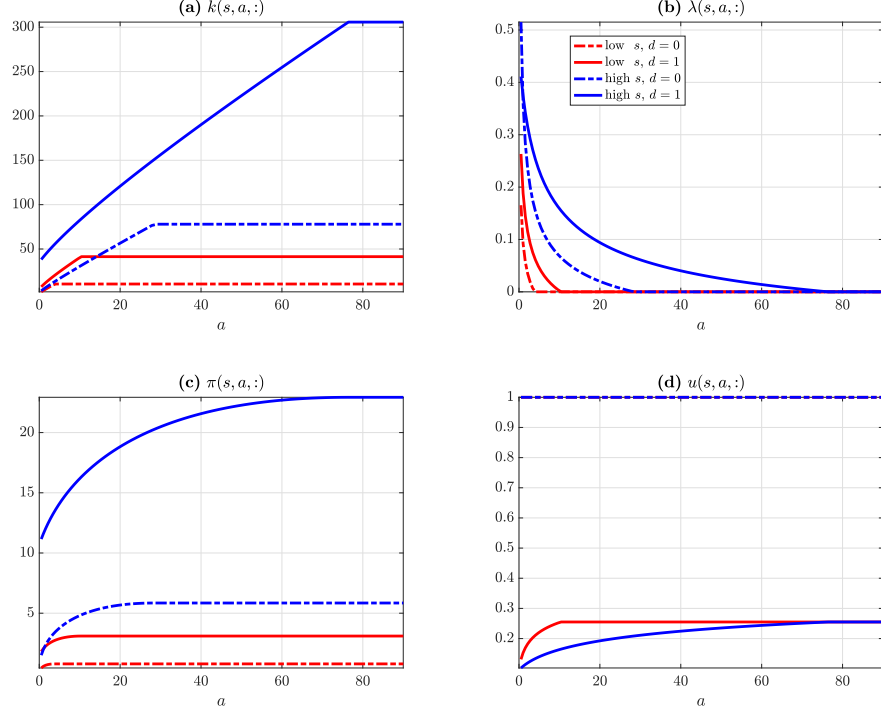 (a) k(s, a, :)
300
250
200
150
100
50
0 20 40 60 80
a
(b) λ(s, a, :)
0.5
0.4
0.3
0.2
0.1
0
0 20 40 60 80
a
low s, d = 0
low s, d = 1
high s, d = 0
high s, d = 1
(c) π(s, a, :)
20
15
10
5
0 20 40 60 80
a
(d) u(s, a, :)
1
0.9
0.8
0.7
0.6
0.5
0.4
0.3
0.2
0 20 40 60 80
a